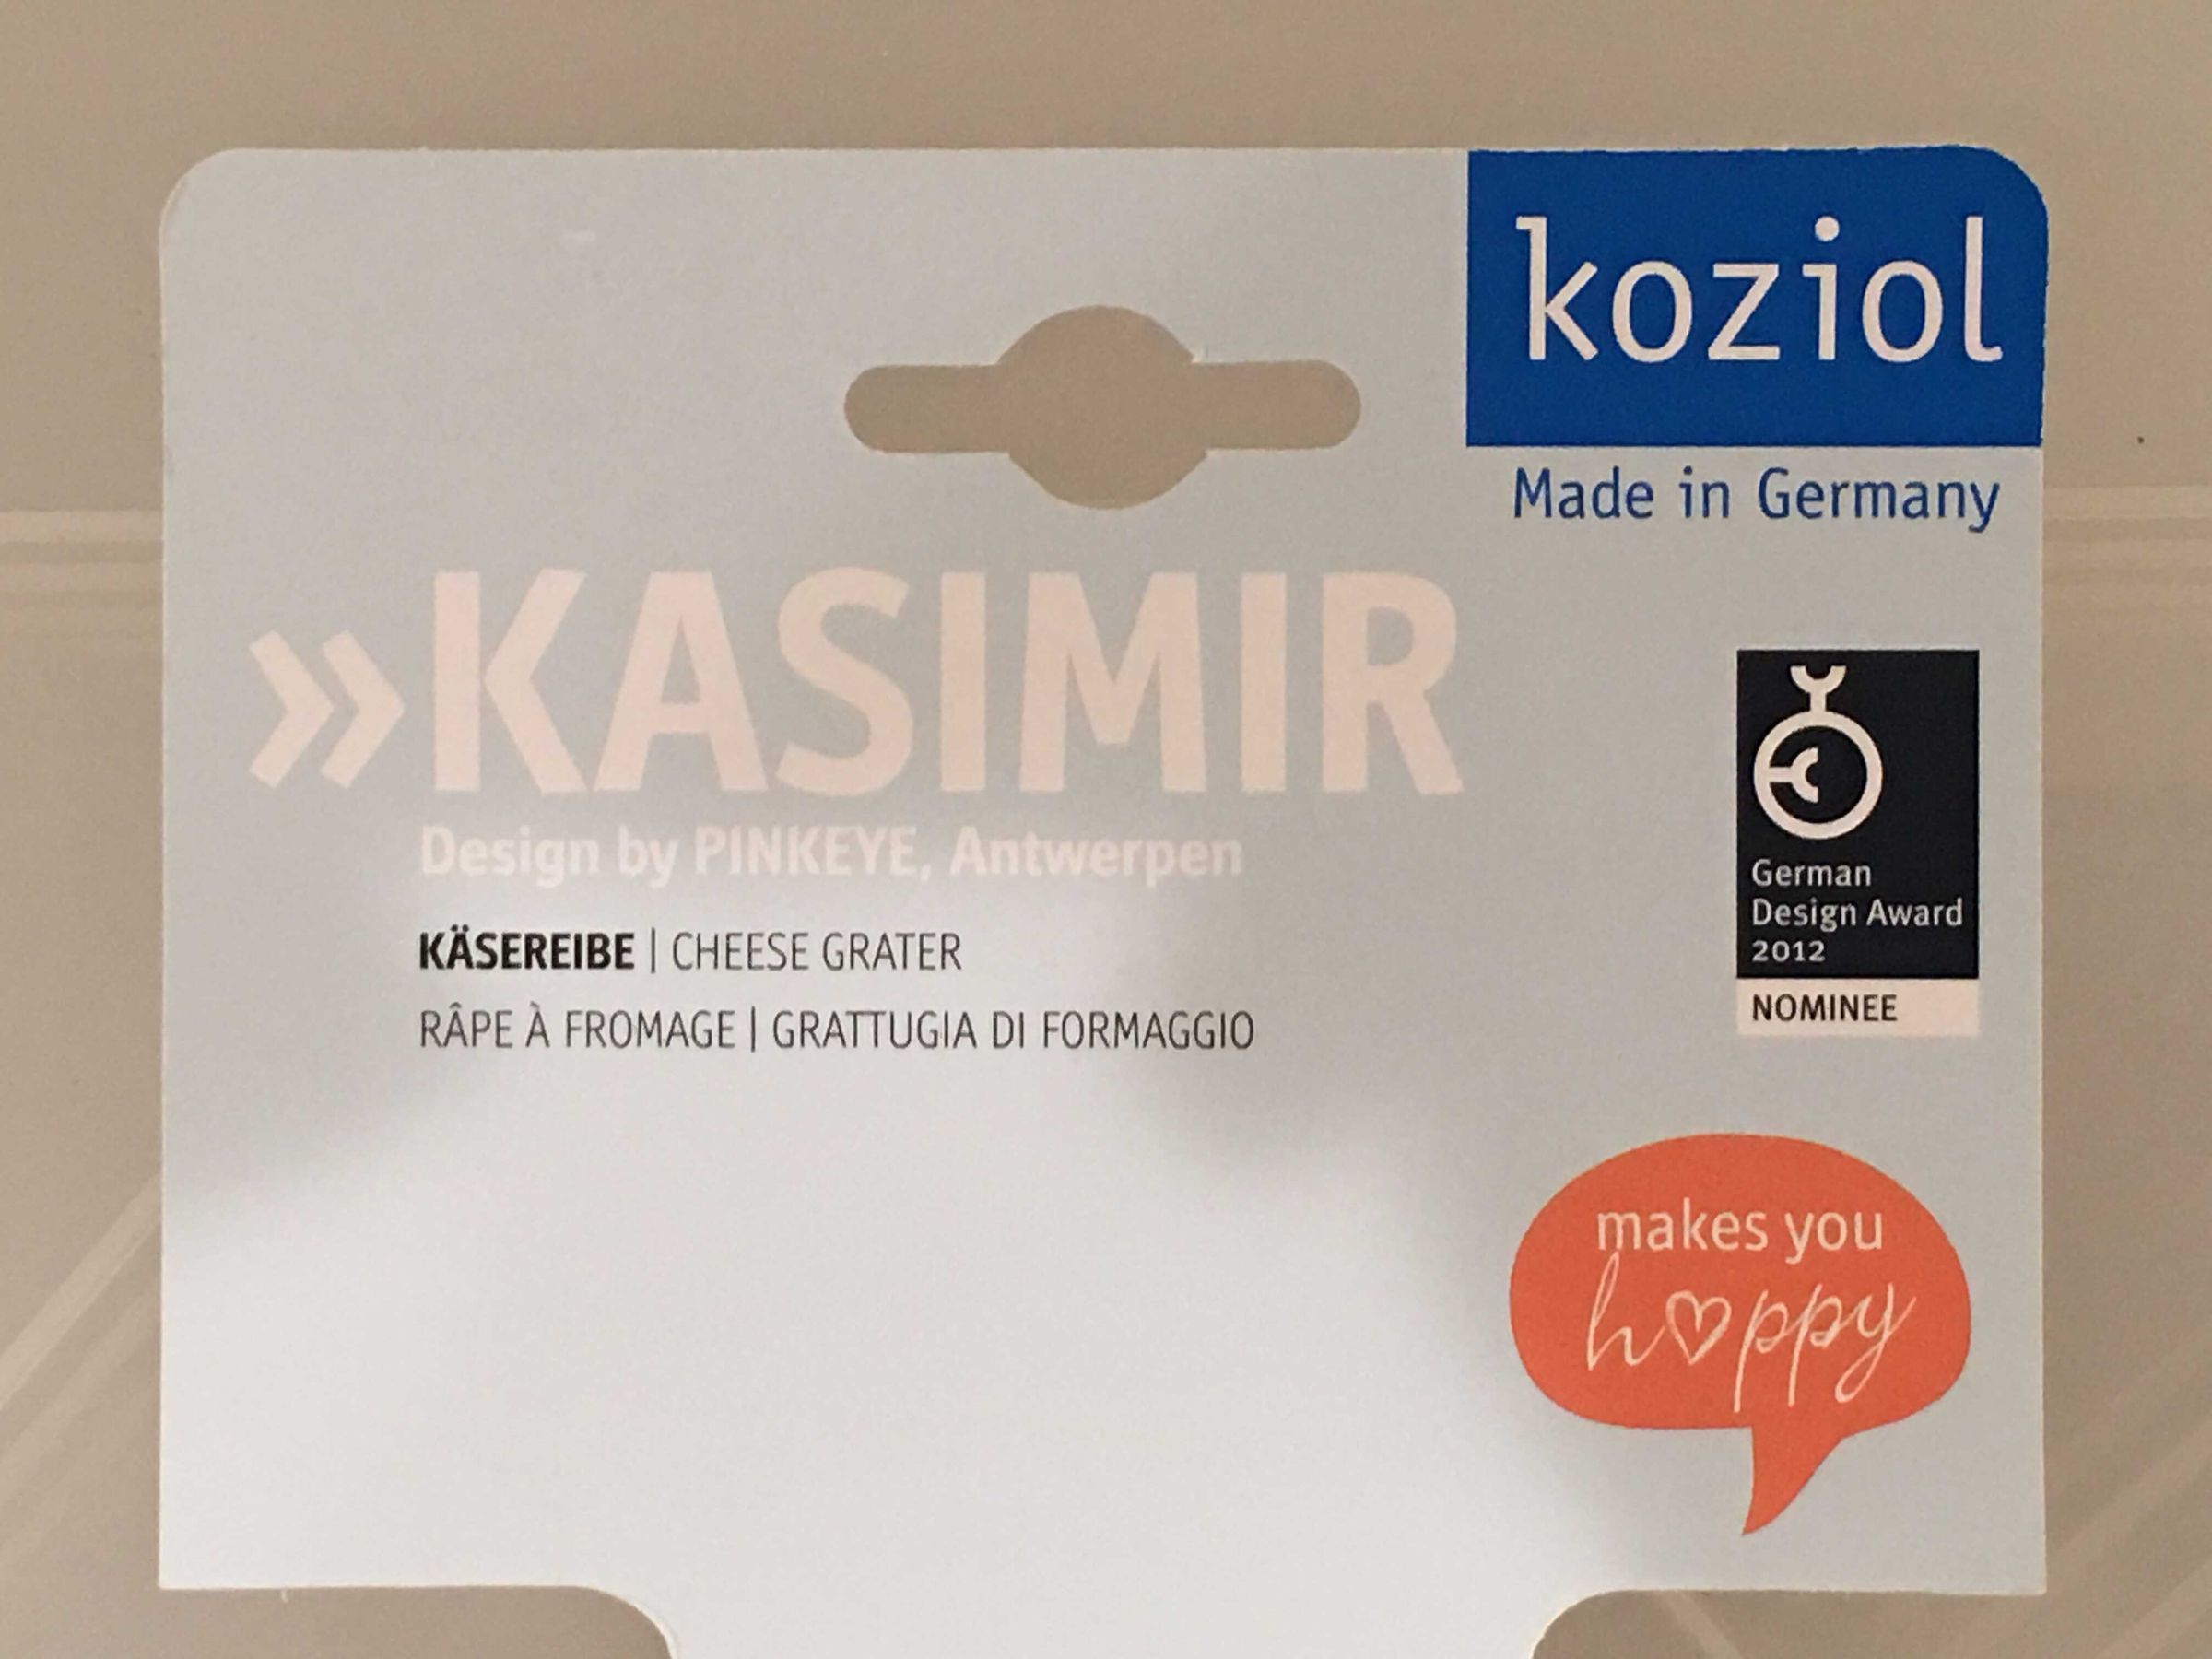 koziol
Made in Germany
»KASIMIR
Design by PINKEYE, Antwerpen
KÄSEREIBE | CHEESE GRATER
RÂPE À FROMAGE | GRATTUGIA DI FORMAGGIO
German
Design Award
2012
NOMINEE
makes you
happy